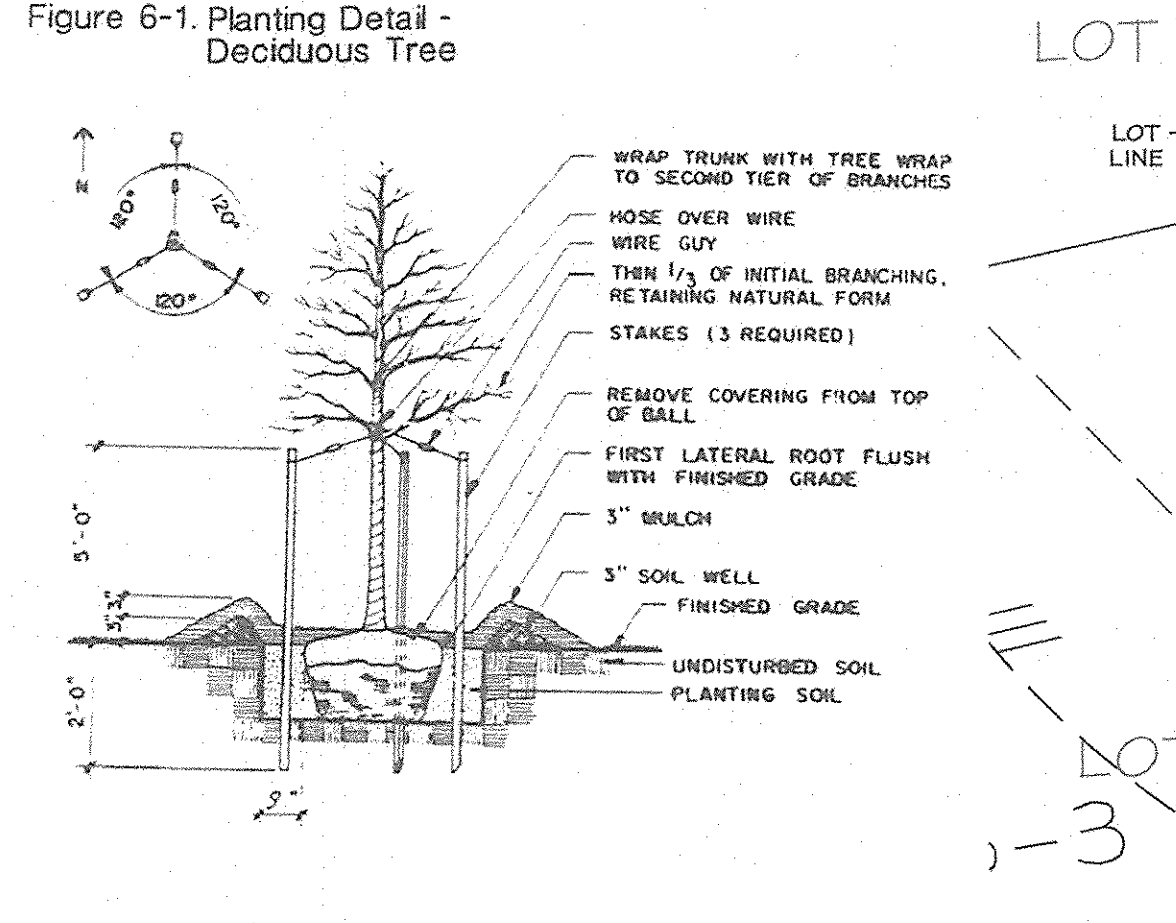 Figure 6-1. Planting Detail -
Deciduous Tree
LOT
LOT -
LINE
N
120°
120°
120°
WRAP TRUNK WITH TREE WRAP
TO SECOND TIER OF BRANCHES
HOSE OVER WIRE
WIRE GUY
THIN 1/3 OF INITIAL BRANCHING,
RETAINING NATURAL FORM
STAKES (3 REQUIRED)
REMOVE COVERING FROM TOP
OF BALL
FIRST LATERAL ROOT FLUSH
WITH FINISHED GRADE
3" MULCH
3" SOIL WELL
FINISHED GRADE
UNDISTURBED SOIL
PLANTING SOIL
5'-0"
3" 3"
2'-0"
9"
LOT
-3